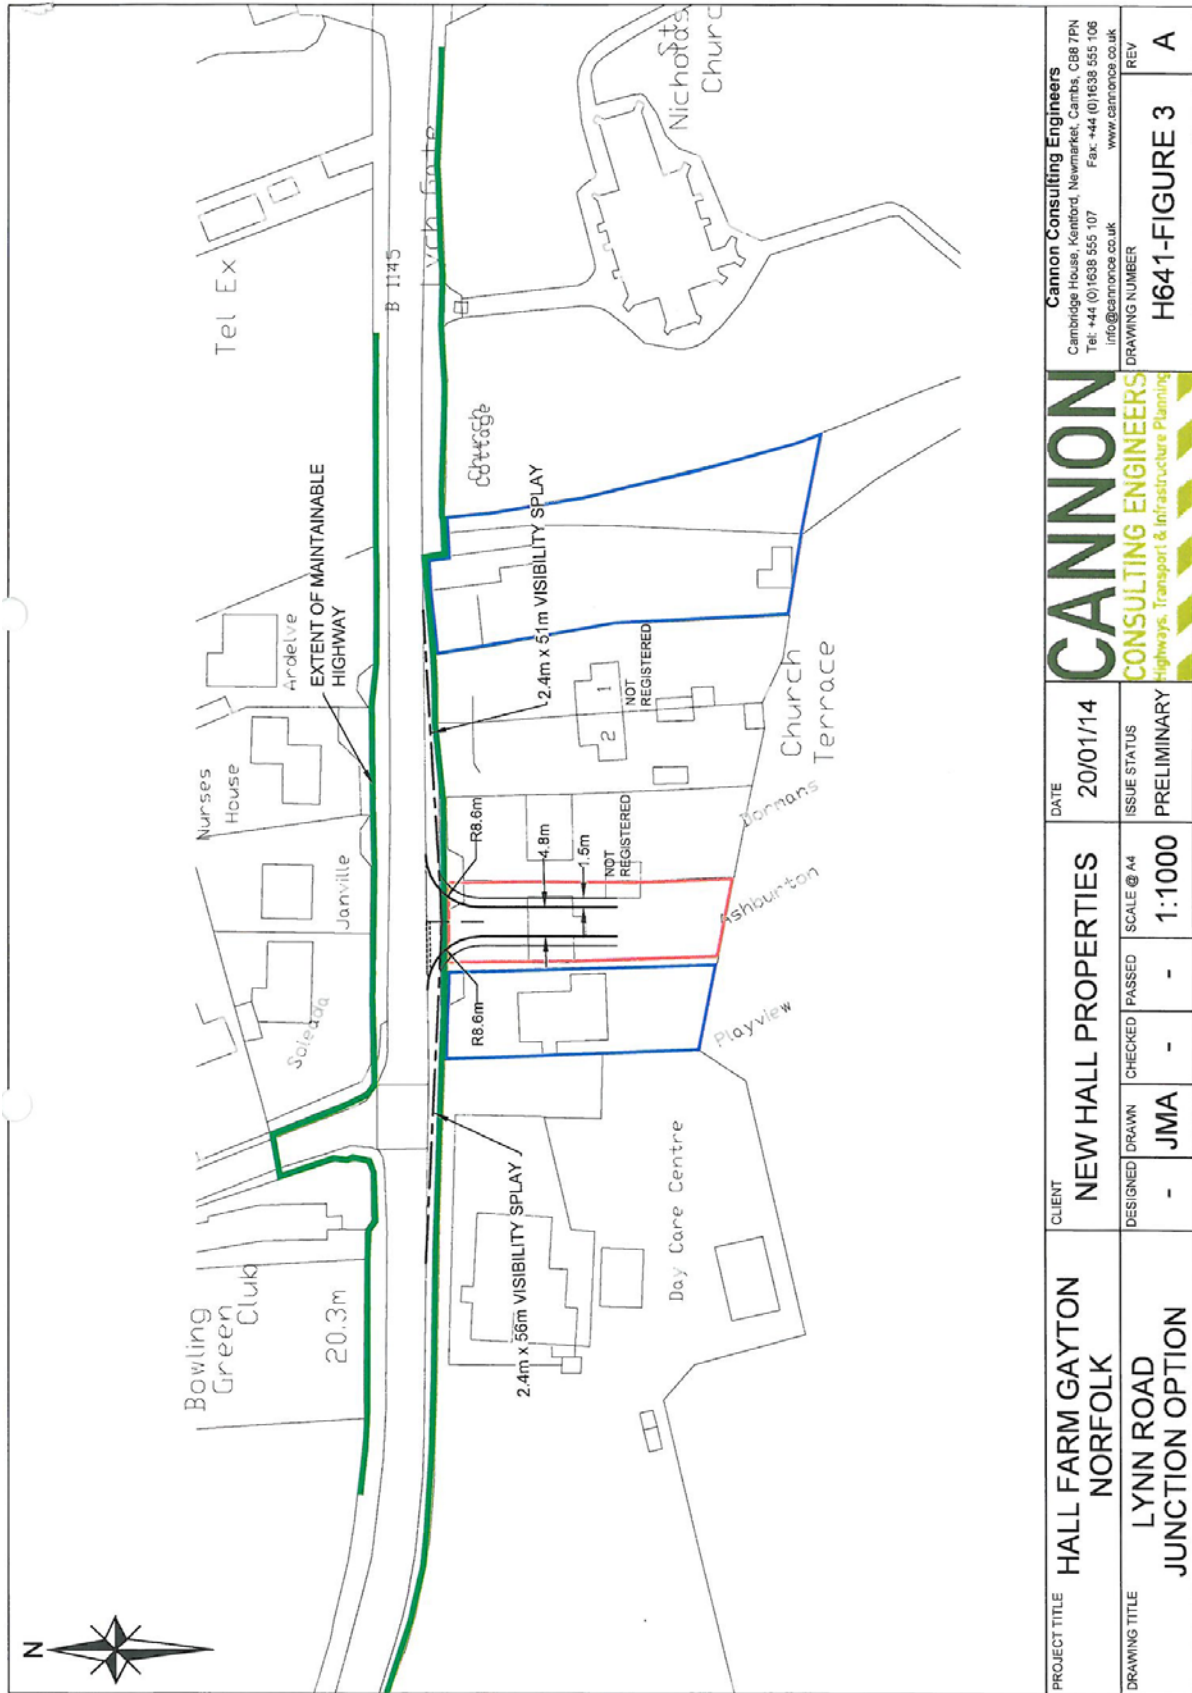 N
Bowling
Green
Club
20.3m
Soleada
Janville
Nurses
House
Ardelve
EXTENT OF MAINTAINABLE
HIGHWAY
Tel Ex
B 1145
Lych Gate
St
Nicholas
Church
Church
Cottage
2.4m x 51m VISIBILITY SPLAY
2.4m x 56m VISIBILITY SPLAY
R8.6m
R8.6m
4.8m
1.5m
NOT
REGISTERED
2
1
NOT
REGISTERED
Church
Terrace
Dormans
Ashburton
Playview
Day Care Centre
PROJECT TITLE
HALL FARM GAYTON
NORFOLK
DRAWING TITLE
LYNN ROAD
JUNCTION OPTION
CLIENT
NEW HALL PROPERTIES
DATE
20/01/14
DESIGNED
-
DRAWN
JMA
CHECKED
-
PASSED
-
SCALE @ A4
1:1000
ISSUE STATUS
PRELIMINARY
CANNON
CONSULTING ENGINEERS
Highways, Transport & Infrastructure Planning
Cannon Consulting Engineers
Cambridge House, Kentford, Newmarket, Cambs, CB8 7PN
Tel: +44 (0)1638 555 107 Fax: +44 (0)1638 555 106
info@cannonce.co.uk www.cannonce.co.uk
DRAWING NUMBER
H641-FIGURE 3
REV
A